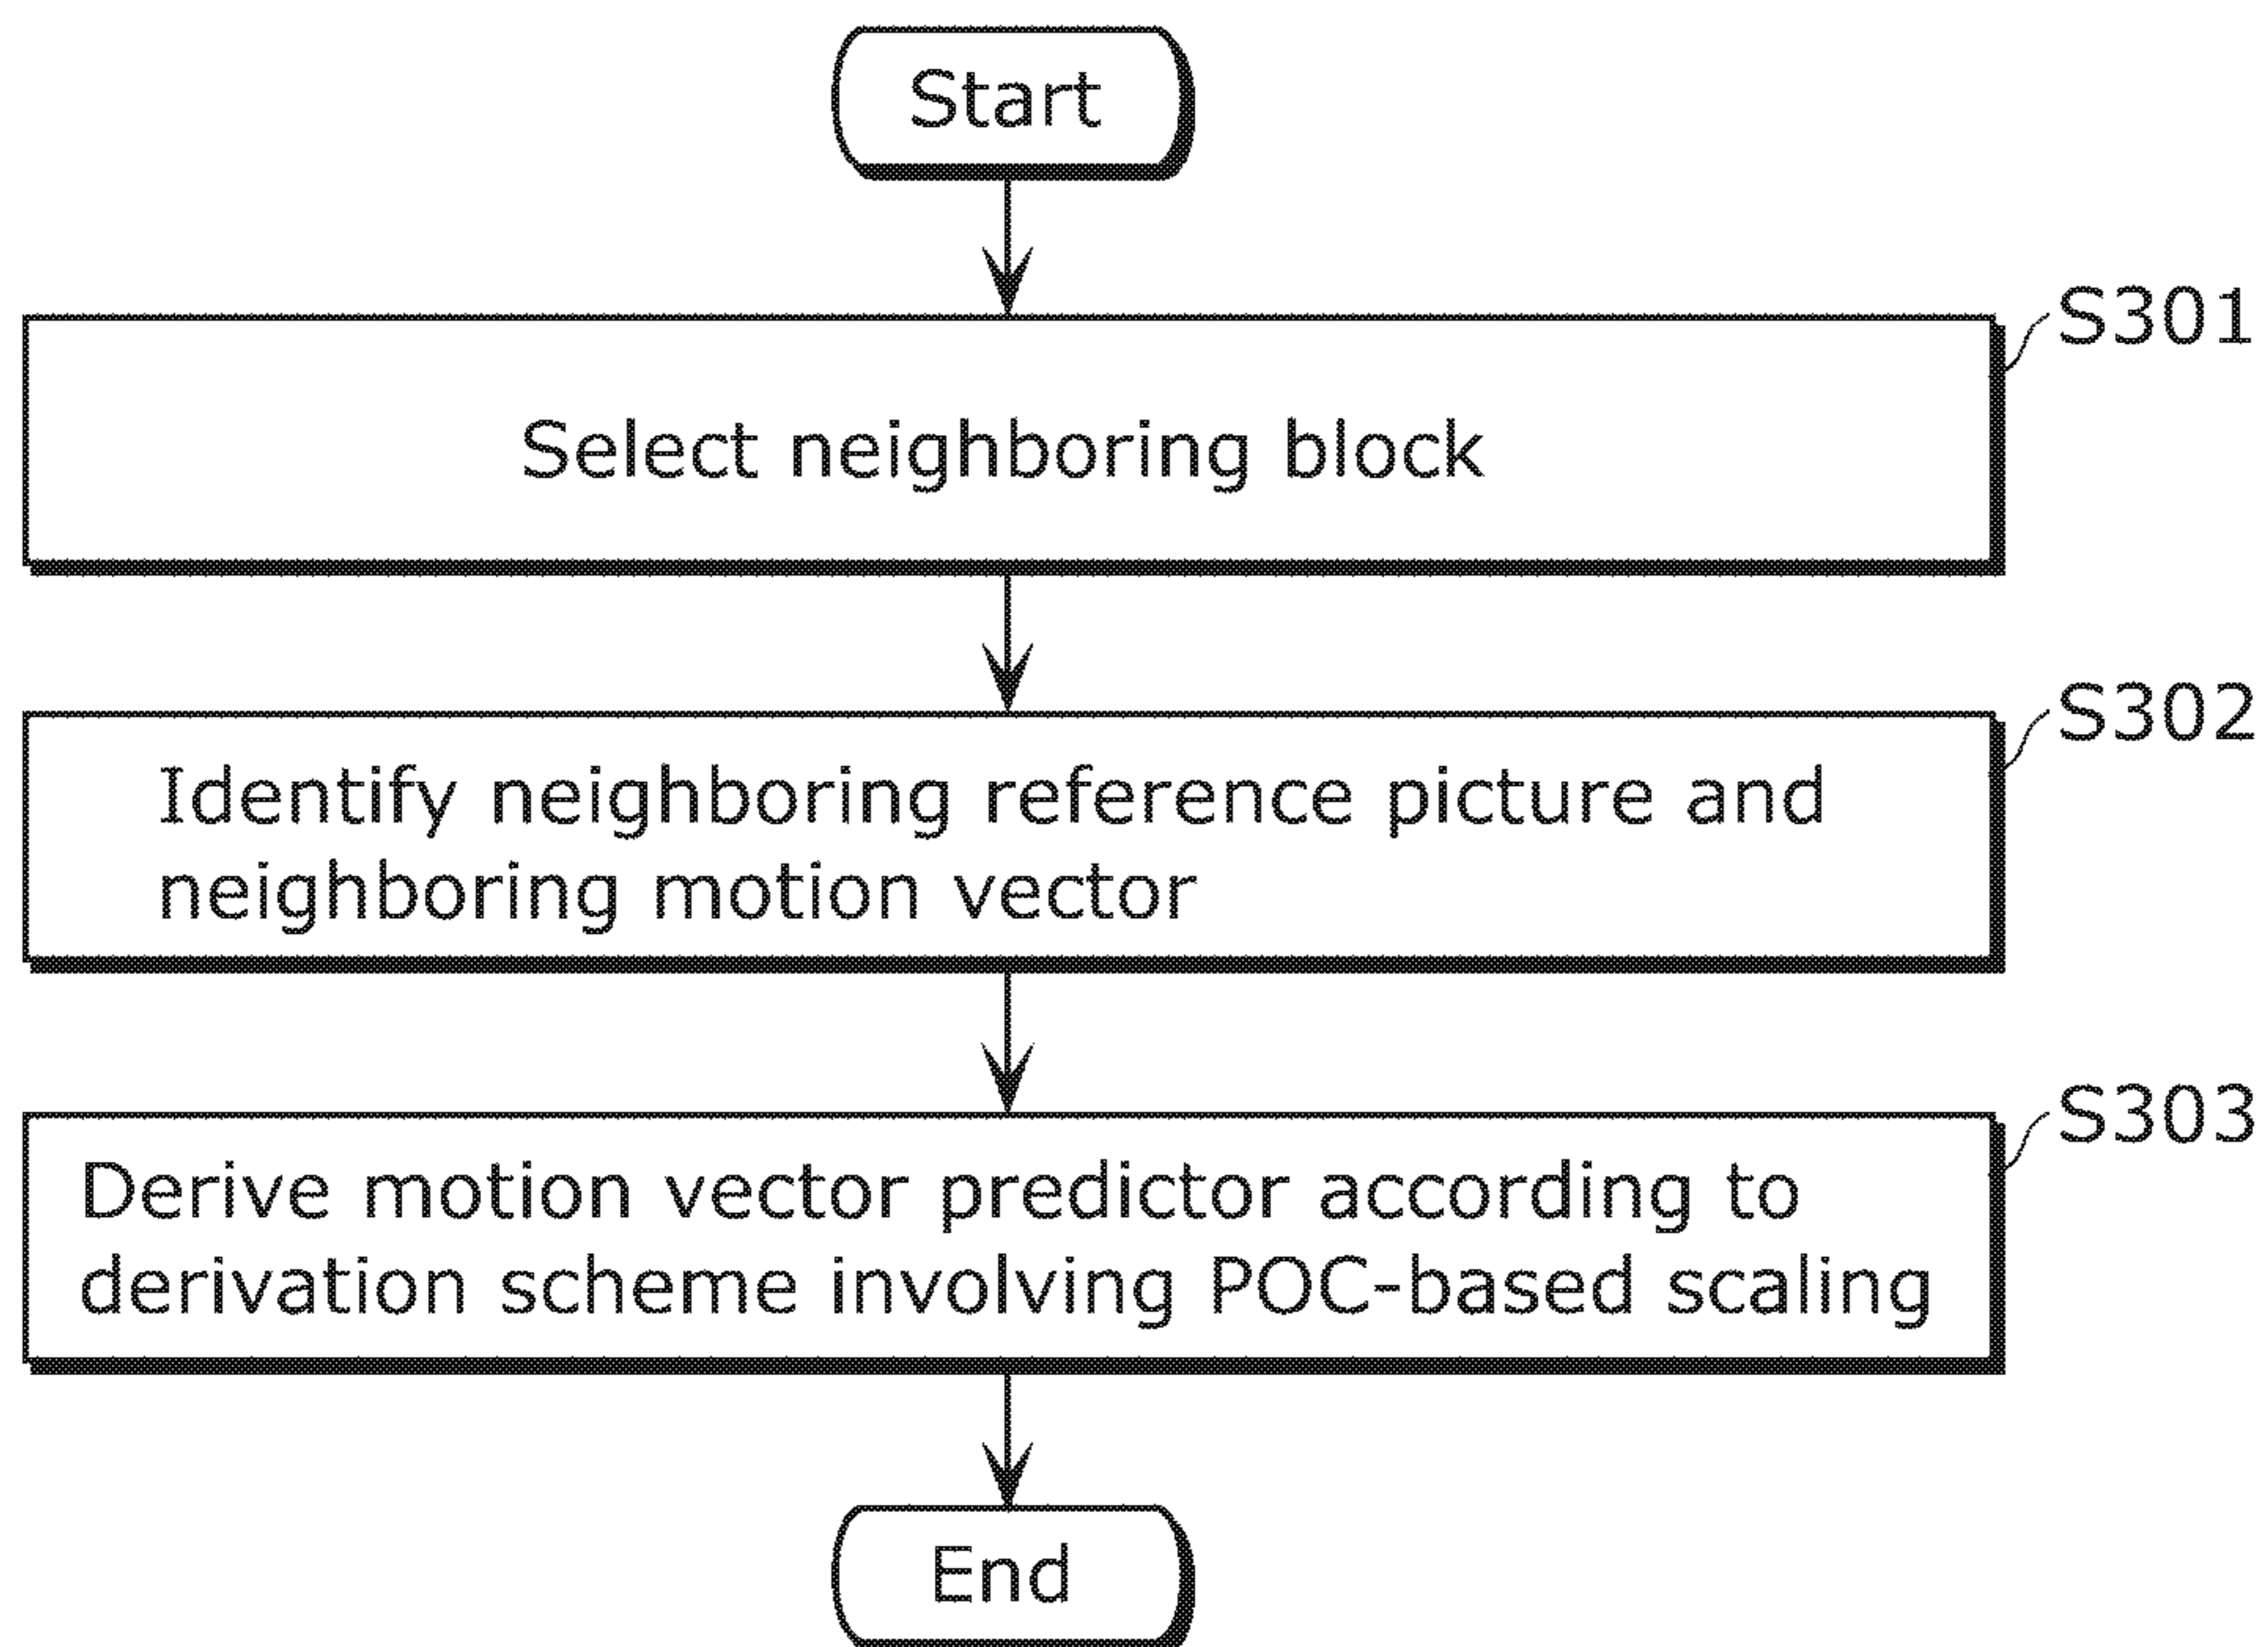 Start
S301
Select neighboring block
S302
Identify neighboring reference picture and
neighboring motion vector
S303
Derive motion vector predictor according to
derivation scheme involving POC-based scaling
End